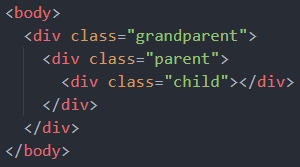 <body>
  <div class="grandparent">
    <div class="parent">
      <div class="child"></div>
    </div>
  </div>
</body>